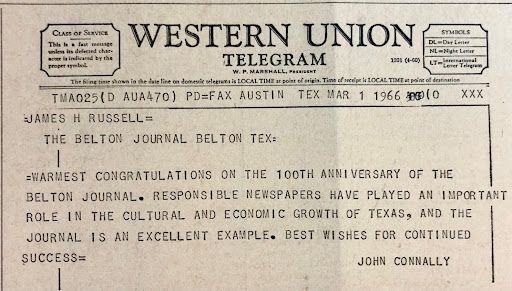 CLASS OF SERVICE
This is a fast message
unless its deferred char-
acter is indicated by the
proper symbol.
WESTERN UNION
TELEGRAM
W. P. MARSHALL, PRESIDENT
1201 (4-60)
SYMBOLS
DL=Day Letter
NL=Night Letter
LT=International
Letter Telegram
The filing time shown in the date line on domestic telegrams is LOCAL TIME at point of origin. Time of receipt is LOCAL TIME at point of destination
TMA025(D AUA470) PD=FAX AUSTIN TEX MAR 1 1966 XXX
=JAMES H RUSSELL=
THE BELTON JOURNAL BELTON TEX=
=WARMEST CONGRATULATIONS ON THE 100TH ANNIVERSARY OF THE
BELTON JOURNAL. RESPONSIBLE NEWSPAPERS HAVE PLAYED AN IMPORTANT
ROLE IN THE CULTURAL AND ECONOMIC GROWTH OF TEXAS, AND THE
JOURNAL IS AN EXCELLENT EXAMPLE. BEST WISHES FOR CONTINUED
SUCCESS=
JOHN CONNALLY